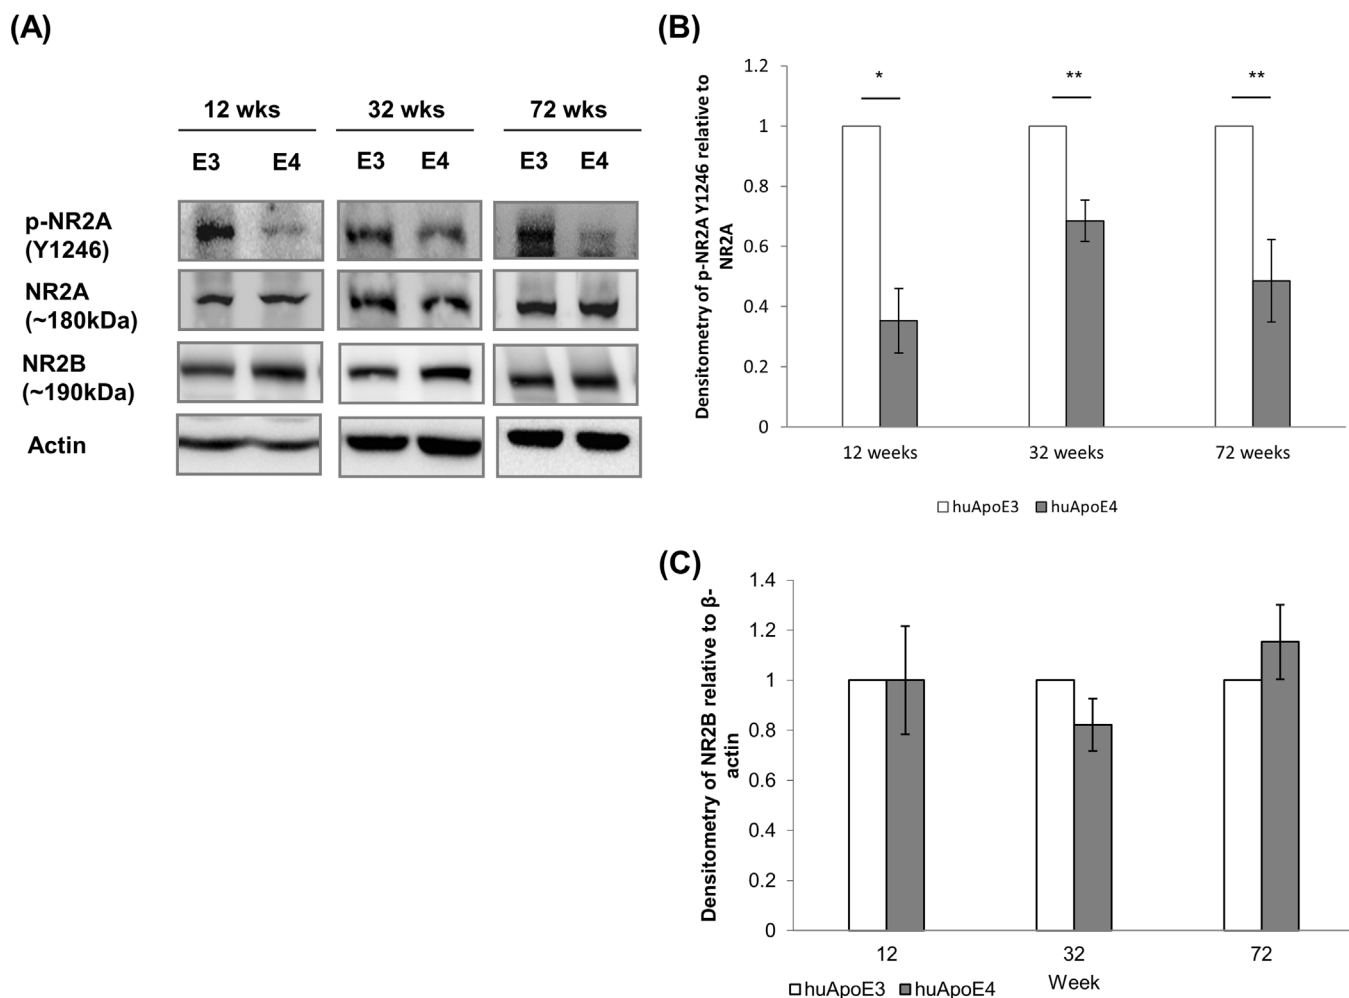 (A)
12 wks
32 wks
72 wks
E3
E4
E3
E4
E3
E4
p-NR2A
(Y1246)
NR2A
(~180kDa)
NR2B
(~190kDa)
Actin
(B)
Densitometry of p-NR2A Y1246 relative to
NR2A
1.2
1
0.8
0.6
0.4
0.2
0
*
**
**
12 weeks
32 weeks
72 weeks
huApoE3
huApoE4
(C)
Densitometry of NR2B relative to β-
actin
1.4
1.2
1
0.8
0.6
0.4
0.2
0
12
32
72
Week
huApoE3
huApoE4